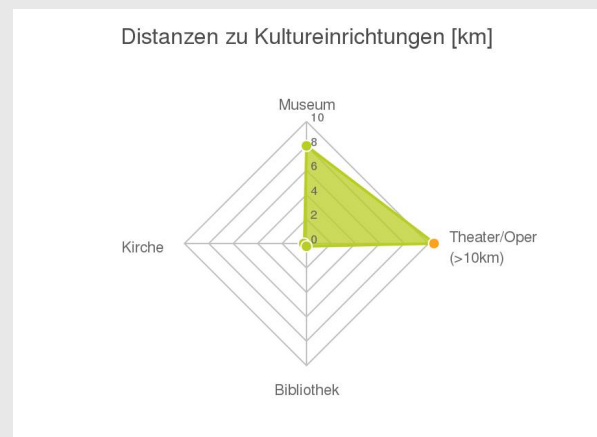 Distanzen zu Kultureinrichtungen [km]
Museum
10
8
6
4
2
0
Theater/Oper
(>10km)
Kirche
Bibliothek